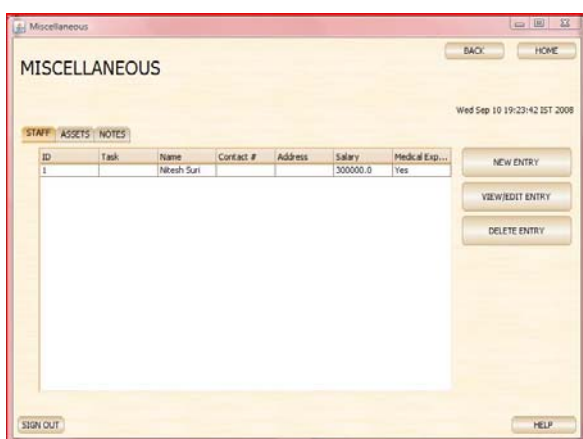 Miscellaneous
BACK HOME
MISCELLANEOUS
Wed Sep 10 19:23:42 IST 2008
STAFF ASSETS NOTES
ID Task Name Contact # Address Salary Medical Exp...
1 Nitesh Suri 300000.0 Yes
NEW ENTRY
VIEW/EDIT ENTRY
DELETE ENTRY
SIGN OUT HELP